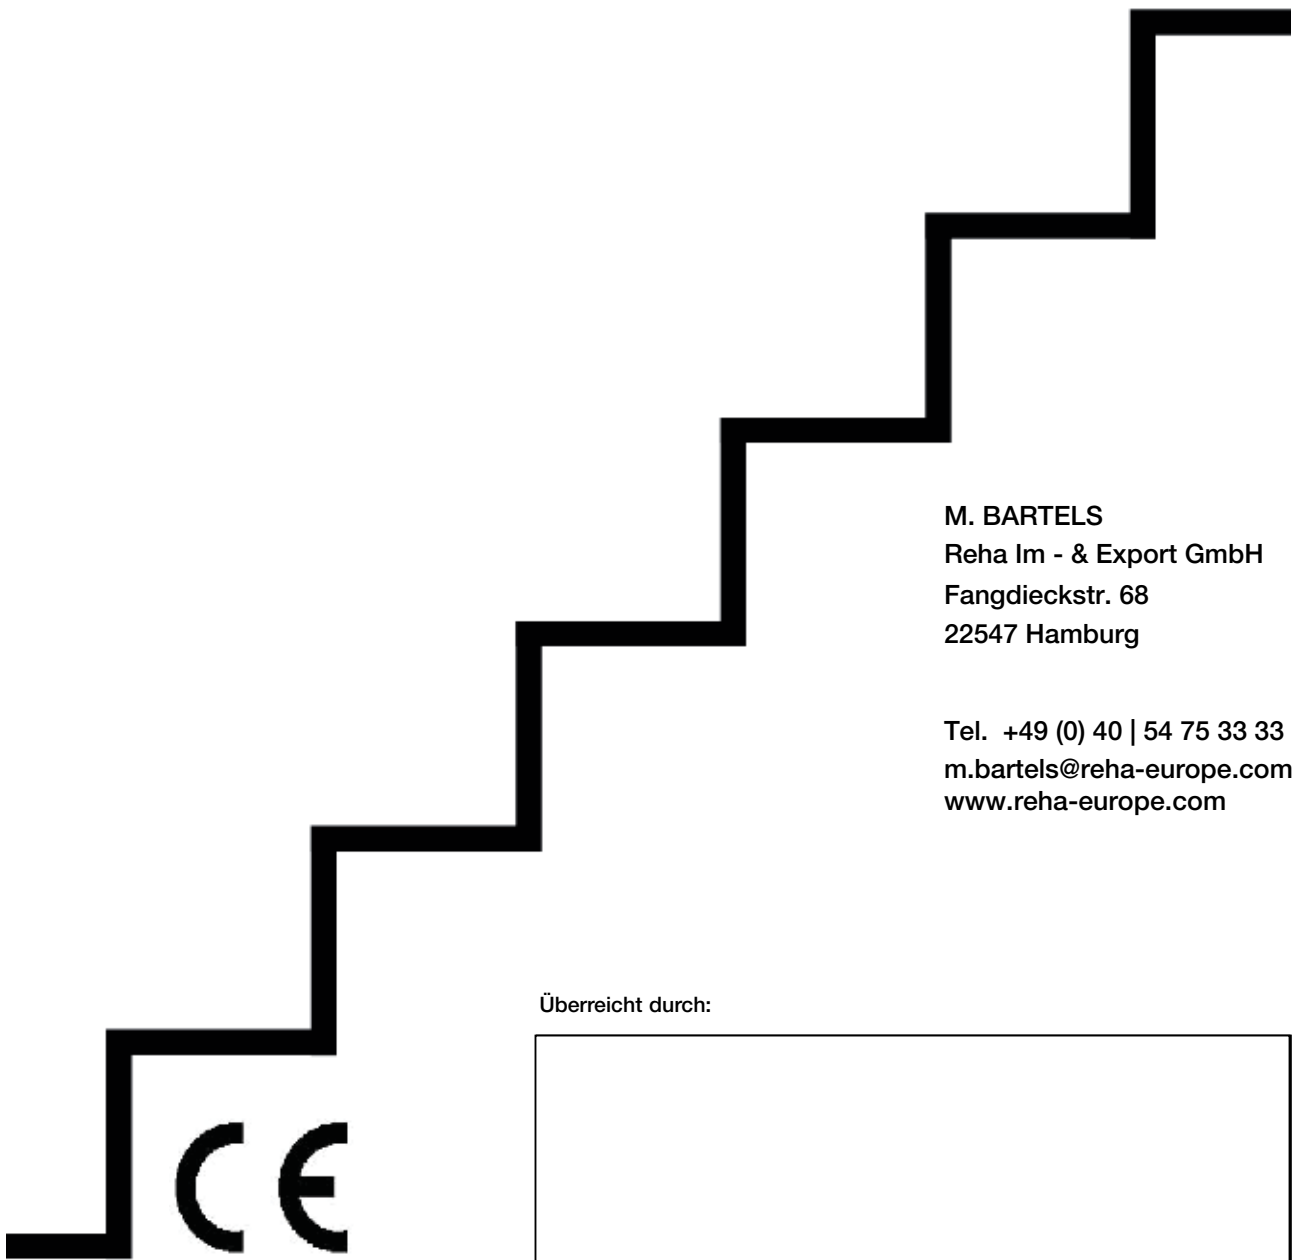 M. BARTELS
Reha Im - & Export GmbH
Fangdieckstr. 68
22547 Hamburg
Tel. +49 (0) 40 | 54 75 33 33
m.bartels@reha-europe.com
www.reha-europe.com
Überreicht durch:
CE